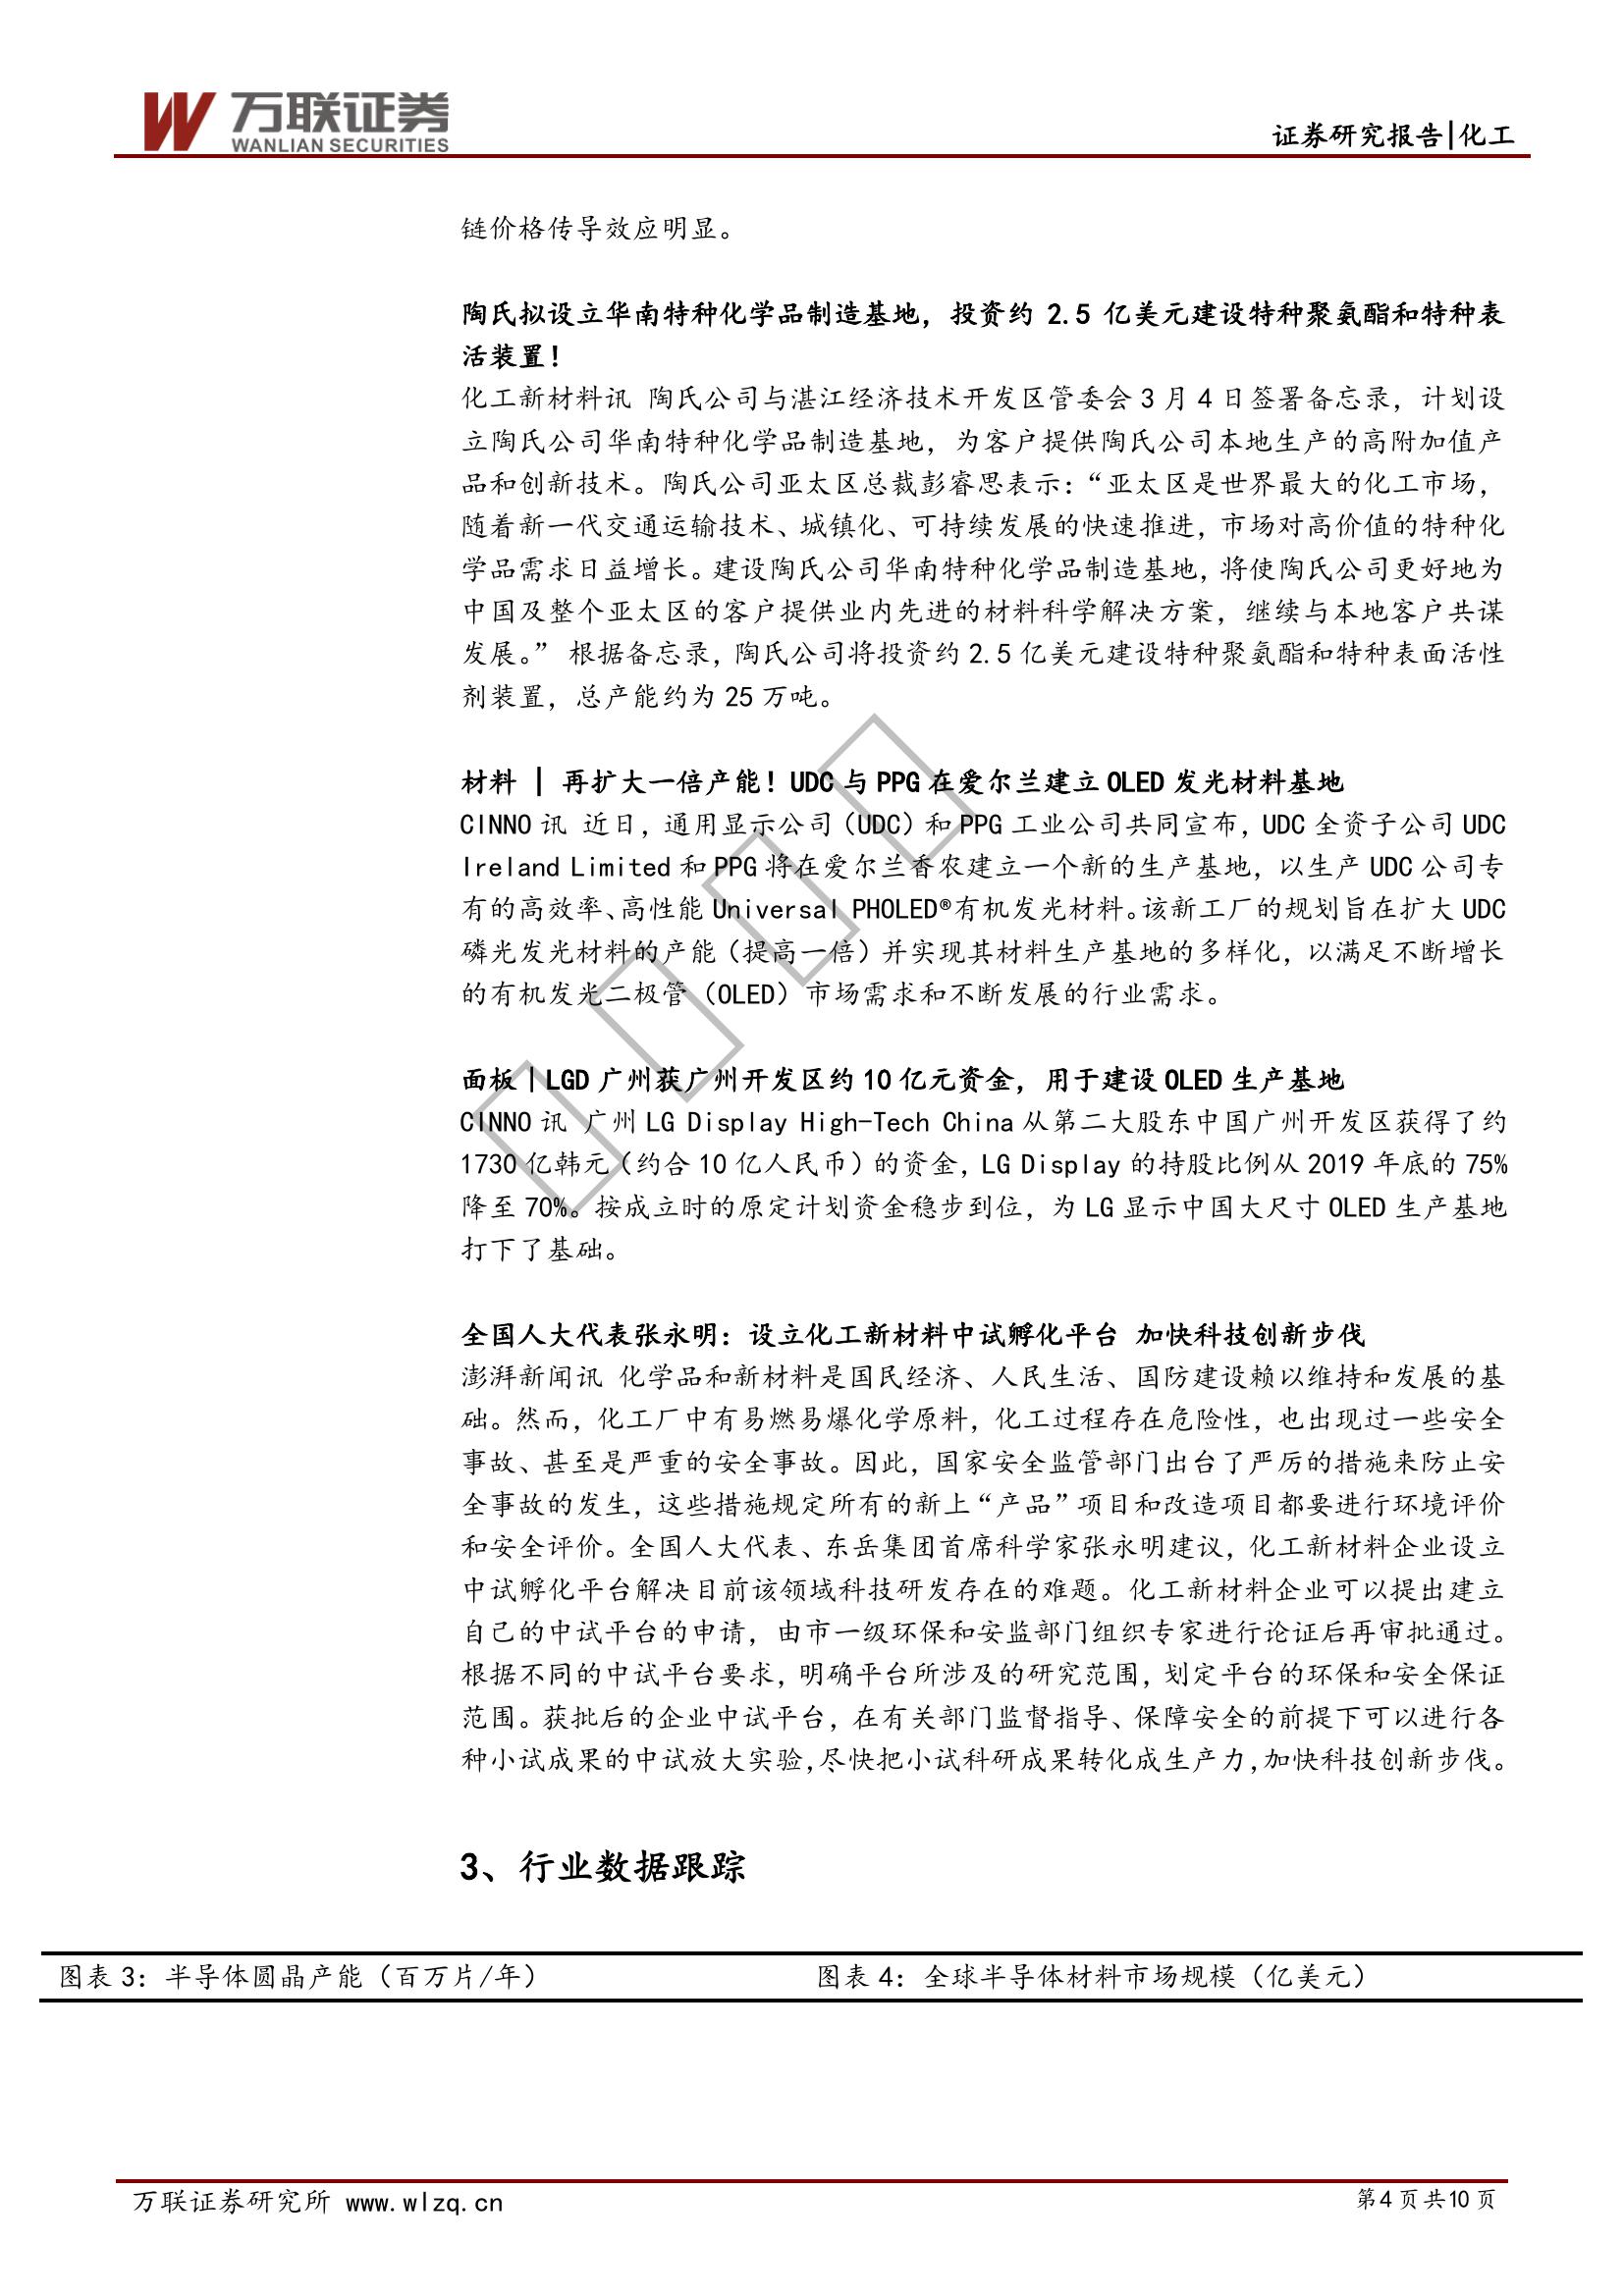 万联证券
WANLIAN SECURITIES
证券研究报告|化工
链价格传导效应明显。
陶氏拟设立华南特种化学品制造基地，投资约 2.5 亿美元建设特种聚氨酯和特种表
活装置！
化工新材料讯 陶氏公司与湛江经济技术开发区管委会 3 月 4 日签署备忘录，计划设
立陶氏公司华南特种化学品制造基地，为客户提供陶氏公司本地生产的高附加值产
品和创新技术。陶氏公司亚太区总裁彭睿思表示：“亚太区是世界最大的化工市场，
随着新一代交通运输技术、城镇化、可持续发展的快速推进，市场对高价值的特种化
学品需求日益增长。建设陶氏公司华南特种化学品制造基地，将使陶氏公司更好地为
中国及整个亚太区的客户提供业内先进的材料科学解决方案，继续与本地客户共谋
发展。” 根据备忘录，陶氏公司将投资约 2.5 亿美元建设特种聚氨酯和特种表面活性
剂装置，总产能约为 25 万吨。
材料 | 再扩大一倍产能！UDC 与 PPG 在爱尔兰建立 OLED 发光材料基地
CINNO 讯 近日，通用显示公司（UDC）和 PPG 工业公司共同宣布，UDC 全资子公司 UDC
Ireland Limited 和 PPG 将在爱尔兰香农建立一个新的生产基地，以生产 UDC 公司专
有的高效率、高性能 Universal PHOLED®有机发光材料。该新工厂的规划旨在扩大 UDC
磷光发光材料的产能（提高一倍）并实现其材料生产基地的多样化，以满足不断增长
的有机发光二极管（OLED）市场需求和不断发展的行业需求。
面板｜LGD 广州获广州开发区约 10 亿元资金，用于建设 OLED 生产基地
CINNO 讯 广州 LG Display High-Tech China 从第二大股东中国广州开发区获得了约
1730 亿韩元（约合 10 亿人民币）的资金，LG Display 的持股比例从 2019 年底的 75%
降至 70%。按成立时的原定计划资金稳步到位，为 LG 显示中国大尺寸 OLED 生产基地
打下了基础。
全国人大代表张永明：设立化工新材料中试孵化平台 加快科技创新步伐
澎湃新闻讯 化学品和新材料是国民经济、人民生活、国防建设赖以维持和发展的基
础。然而，化工厂中有易燃易爆化学原料，化工过程存在危险性，也出现过一些安全
事故、甚至是严重的安全事故。因此，国家安全监管部门出台了严厉的措施来防止安
全事故的发生，这些措施规定所有的新上“产品”项目和改造项目都要进行环境评价
和安全评价。全国人大代表、东岳集团首席科学家张永明建议，化工新材料企业设立
中试孵化平台解决目前该领域科技研发存在的难题。化工新材料企业可以提出建立
自己的中试平台的申请，由市一级环保和安监部门组织专家进行论证后再审批通过。
根据不同的中试平台要求，明确平台所涉及的研究范围，划定平台的环保和安全保证
范围。获批后的企业中试平台，在有关部门监督指导、保障安全的前提下可以进行各
种小试成果的中试放大实验，尽快把小试科研成果转化成生产力，加快科技创新步伐。
3、行业数据跟踪
图表 3：半导体圆晶产能（百万片/年）
图表 4：全球半导体材料市场规模（亿美元）
万联证券研究所 www.wlzq.cn
第4页共10页